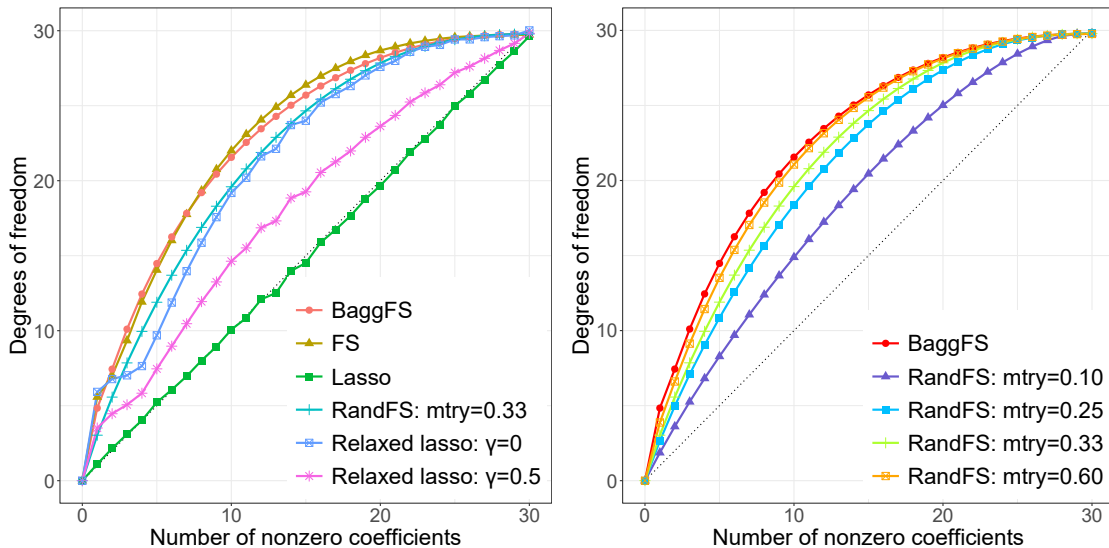 Degrees of freedom
30
20
10
0
BaggFS
FS
Lasso
RandFS: mtry=0.33
Relaxed lasso: γ=0
Relaxed lasso: γ=0.5
0
10
20
30
Number of nonzero coefficients
Degrees of freedom
30
20
10
0
BaggFS
RandFS: mtry=0.10
RandFS: mtry=0.25
RandFS: mtry=0.33
RandFS: mtry=0.60
0
10
20
30
Number of nonzero coefficients